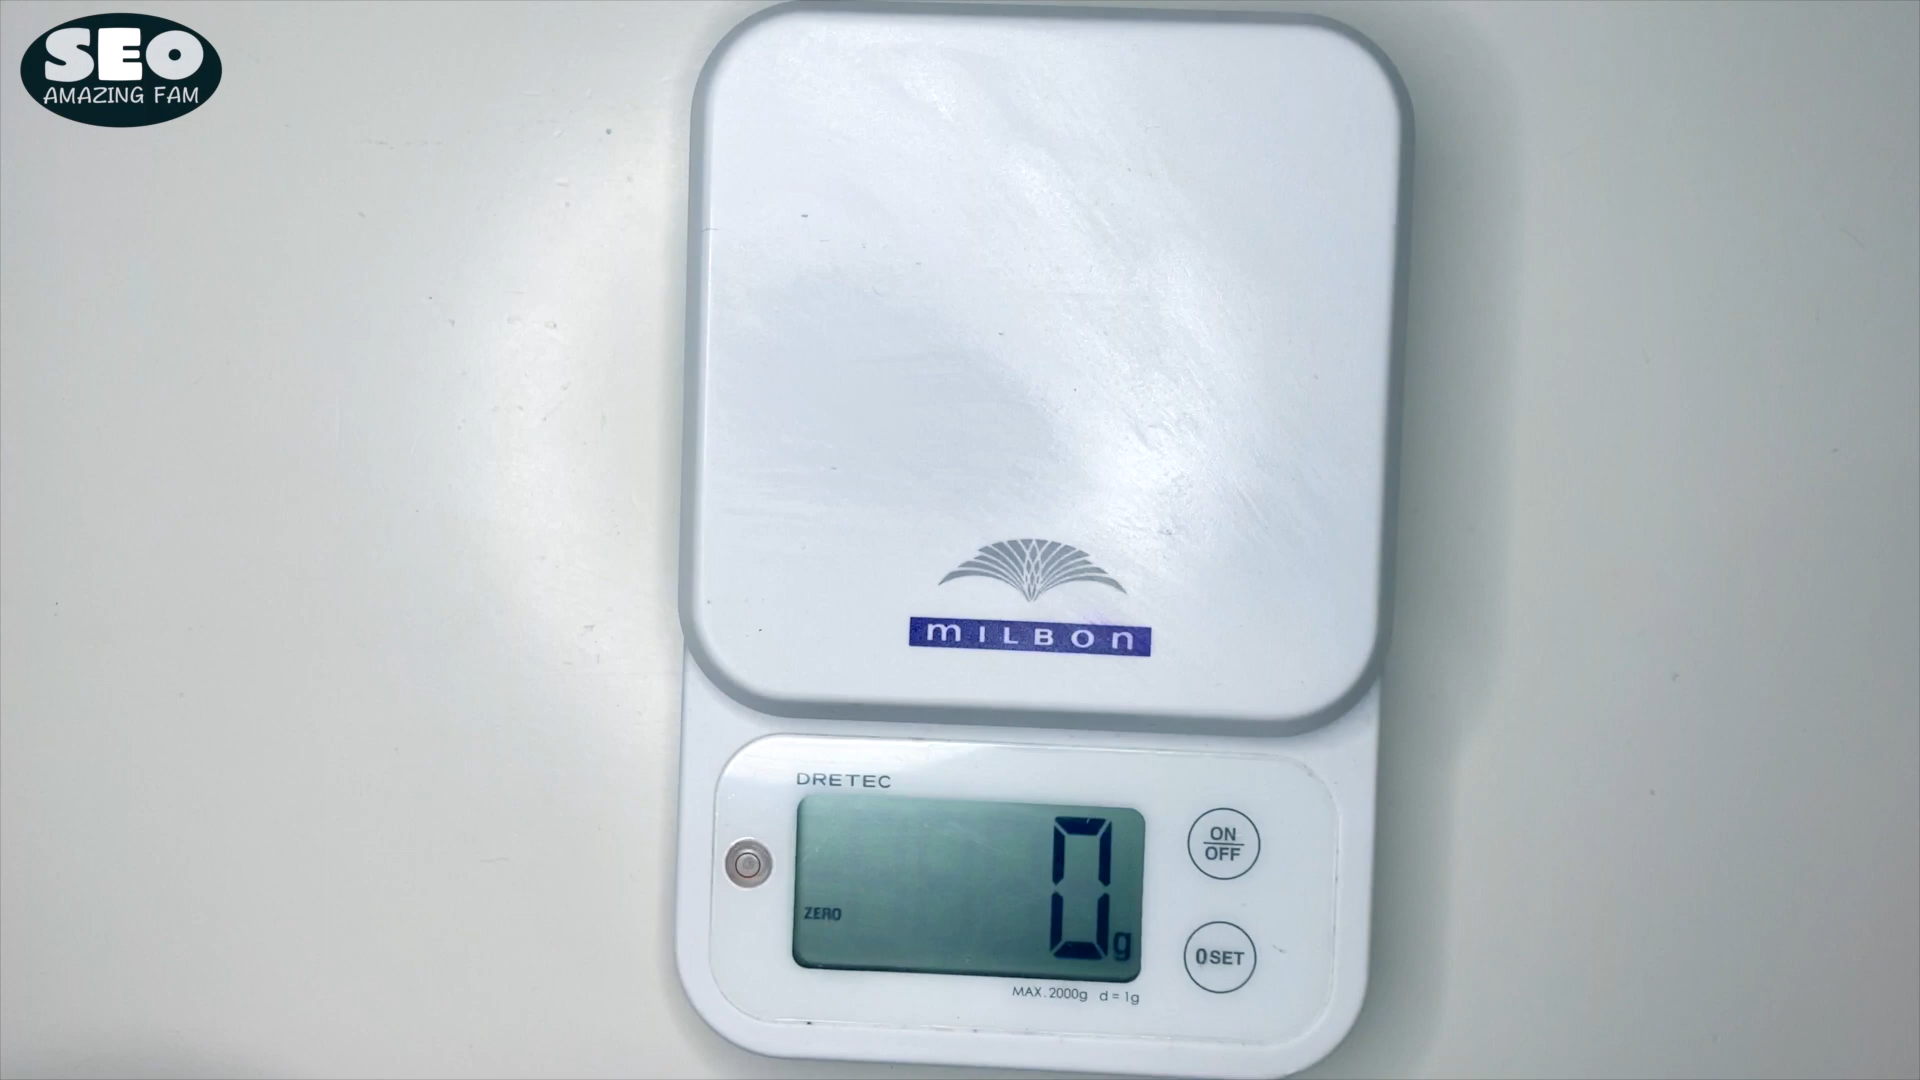 SEO
AMAZING FAM
mILBOn
DRETEC
0g
ZERO
ON
OFF
0SET
MAX.2000g d=1g